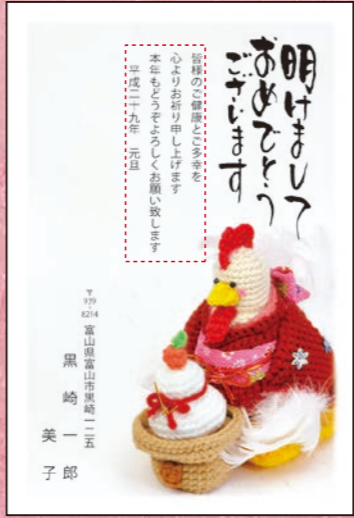 明けまして
おめでとう
ございます
皆様のご健康とご多幸を
心よりお祈り申し上げます
本年もどうぞよろしくお願い致します
平成二十九年　元旦
〒939-8214
富山県富山市黒崎一二五
黒崎一郎
美子